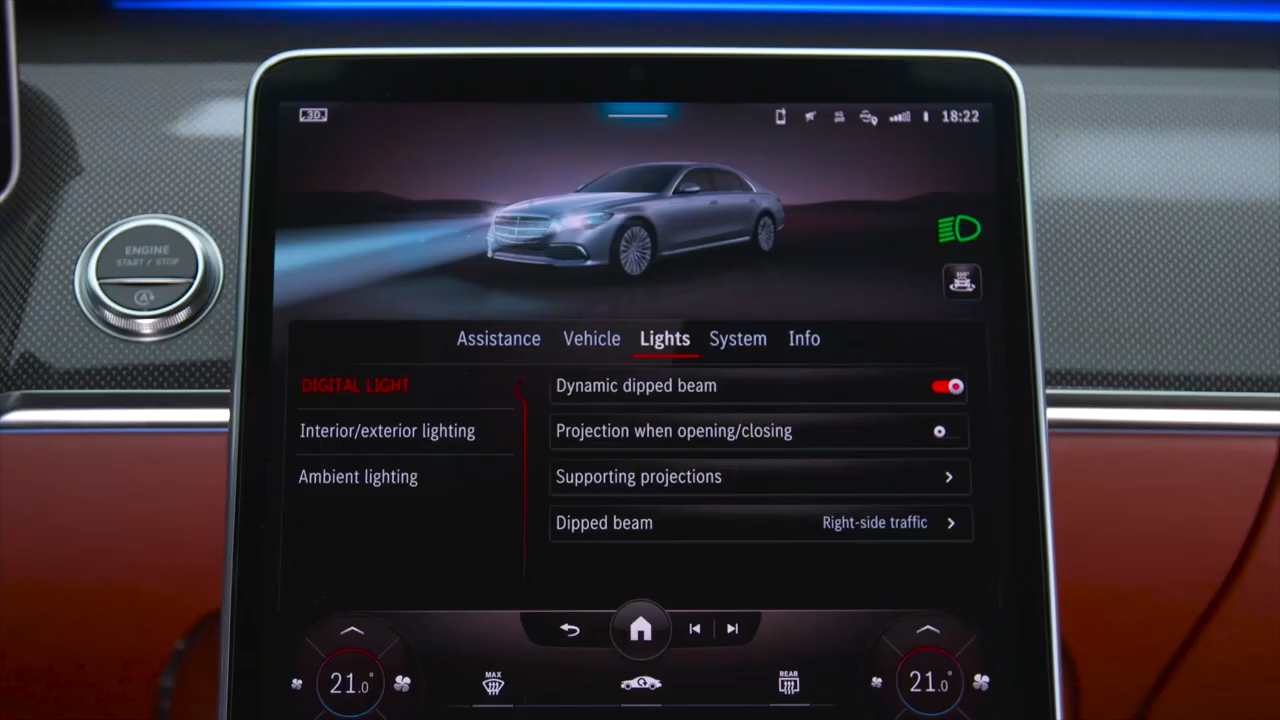 3D
18:22
ENGINE
START / STOP
360°
Assistance Vehicle Lights System Info
DIGITAL LIGHT
Dynamic dipped beam
Interior/exterior lighting
Projection when opening/closing
Ambient lighting
Supporting projections
Dipped beam Right-side traffic
21.0°
MAX
REAR
21.0°